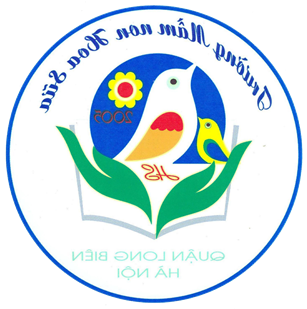 Trường Mầm non Hoa Sữa
2005
HS
QUẬN LONG BIÊN
HÀ NỘI